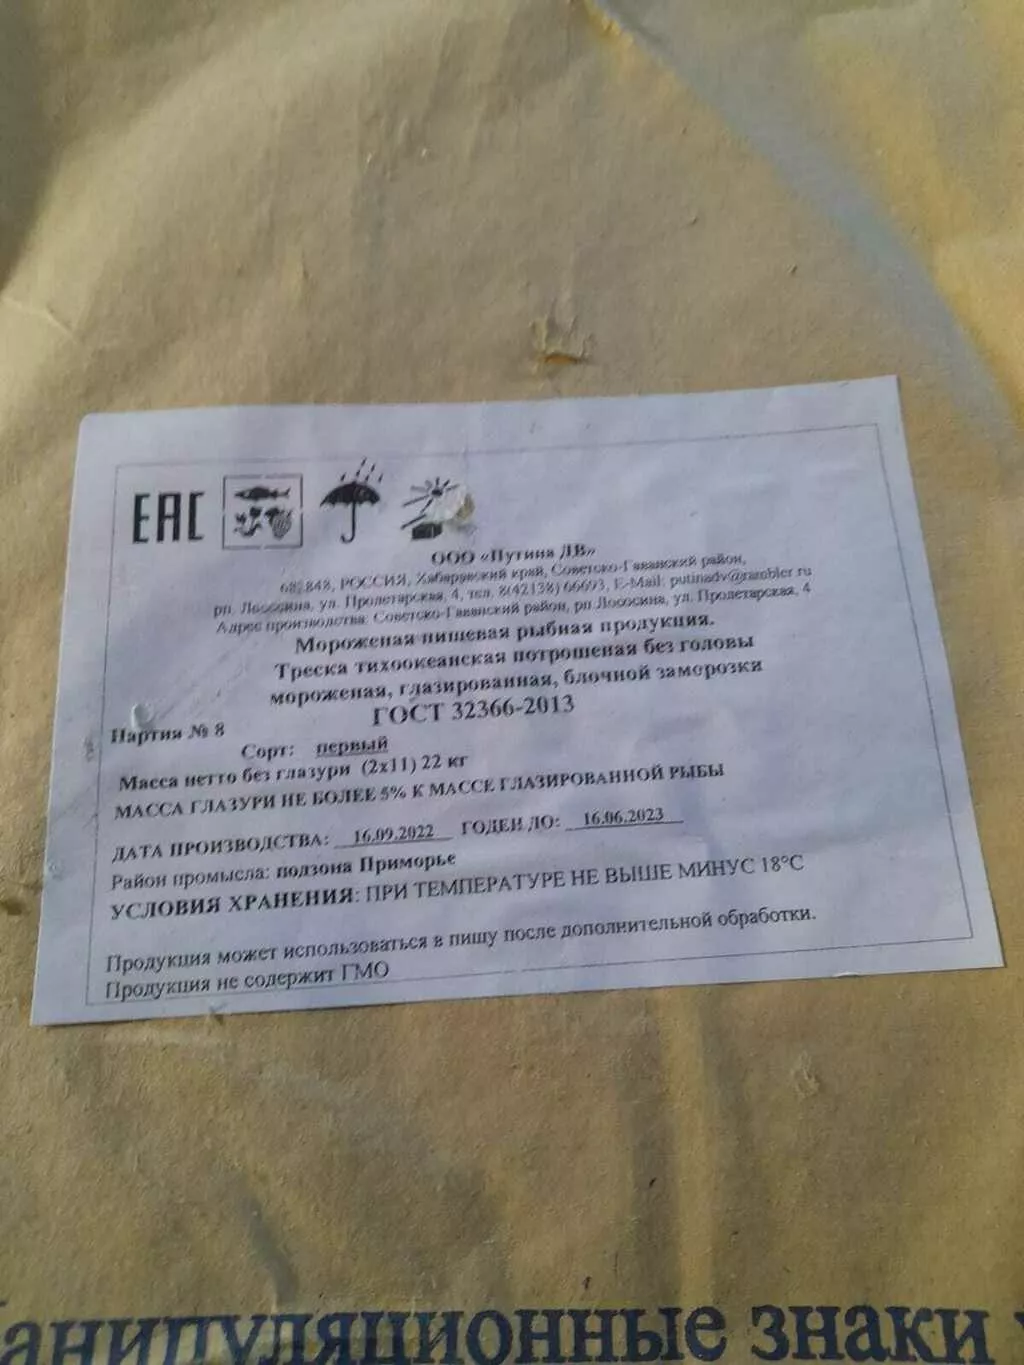 ЕАС
ООО «Путина ДВ»
682848, РОССИЯ, Хабаровский край, Советско-Гаванский район,
рп. Лососина, ул. Пролетарская, 4, тел. 8(42138) 66693, E-Mail: putinadv@rambler.ru
Адрес производства: Советско-Гаванский район, рп Лососина, ул. Пролетарская, 4
Мороженая пищевая рыбная продукция.
Треска тихоокеанская потрошеная без головы
мороженая, глазированная, блочной заморозки
ГОСТ 32366-2013
Партия № 8
Сорт: первый
Масса нетто без глазури (2х11) 22 кг
МАССА ГЛАЗУРИ НЕ БОЛЕЕ 5% К МАССЕ ГЛАЗИРОВАННОЙ РЫБЫ
ДАТА ПРОИЗВОДСТВА: 16.09.2022 ГОДЕН ДО: 16.06.2023
Район промысла: подзона Приморье
УСЛОВИЯ ХРАНЕНИЯ: ПРИ ТЕМПЕРАТУРЕ НЕ ВЫШЕ МИНУС 18°С
Продукция может использоваться в пищу после дополнительной обработки.
Продукция не содержит ГМО
анипуляционные знаки